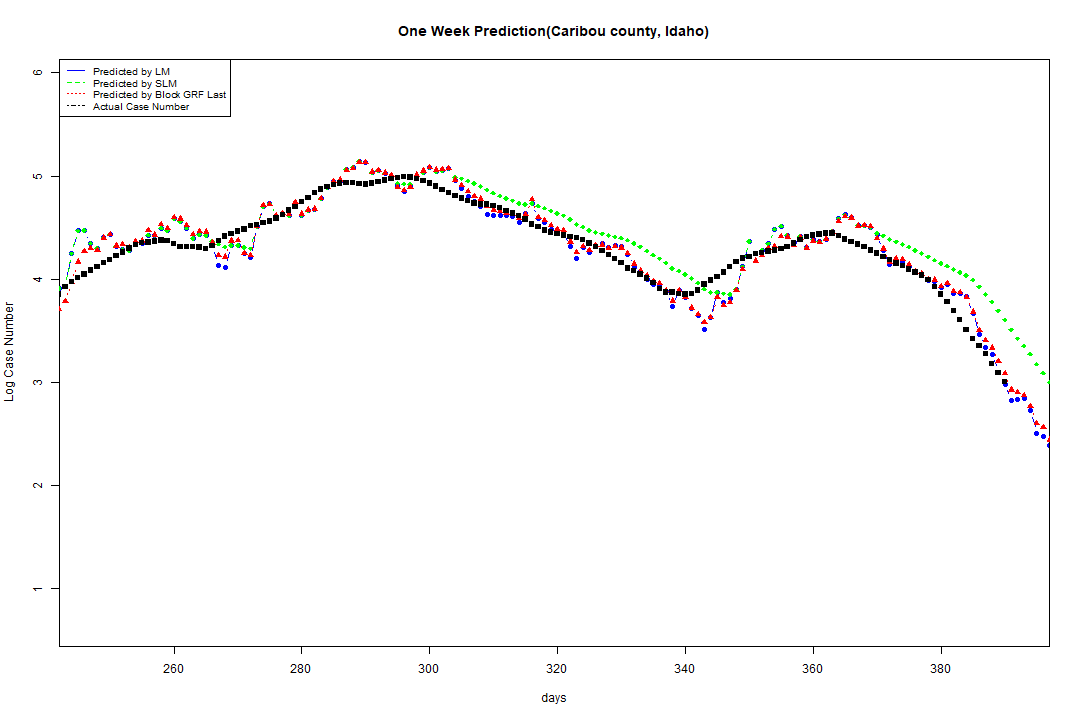 One Week Prediction(Caribou county, Idaho)
Predicted by LM
Predicted by SLM
Predicted by Block GRF Last
Actual Case Number
6
5
4
3
2
1
Log Case Number
260 280 300 320 340 360 380
days